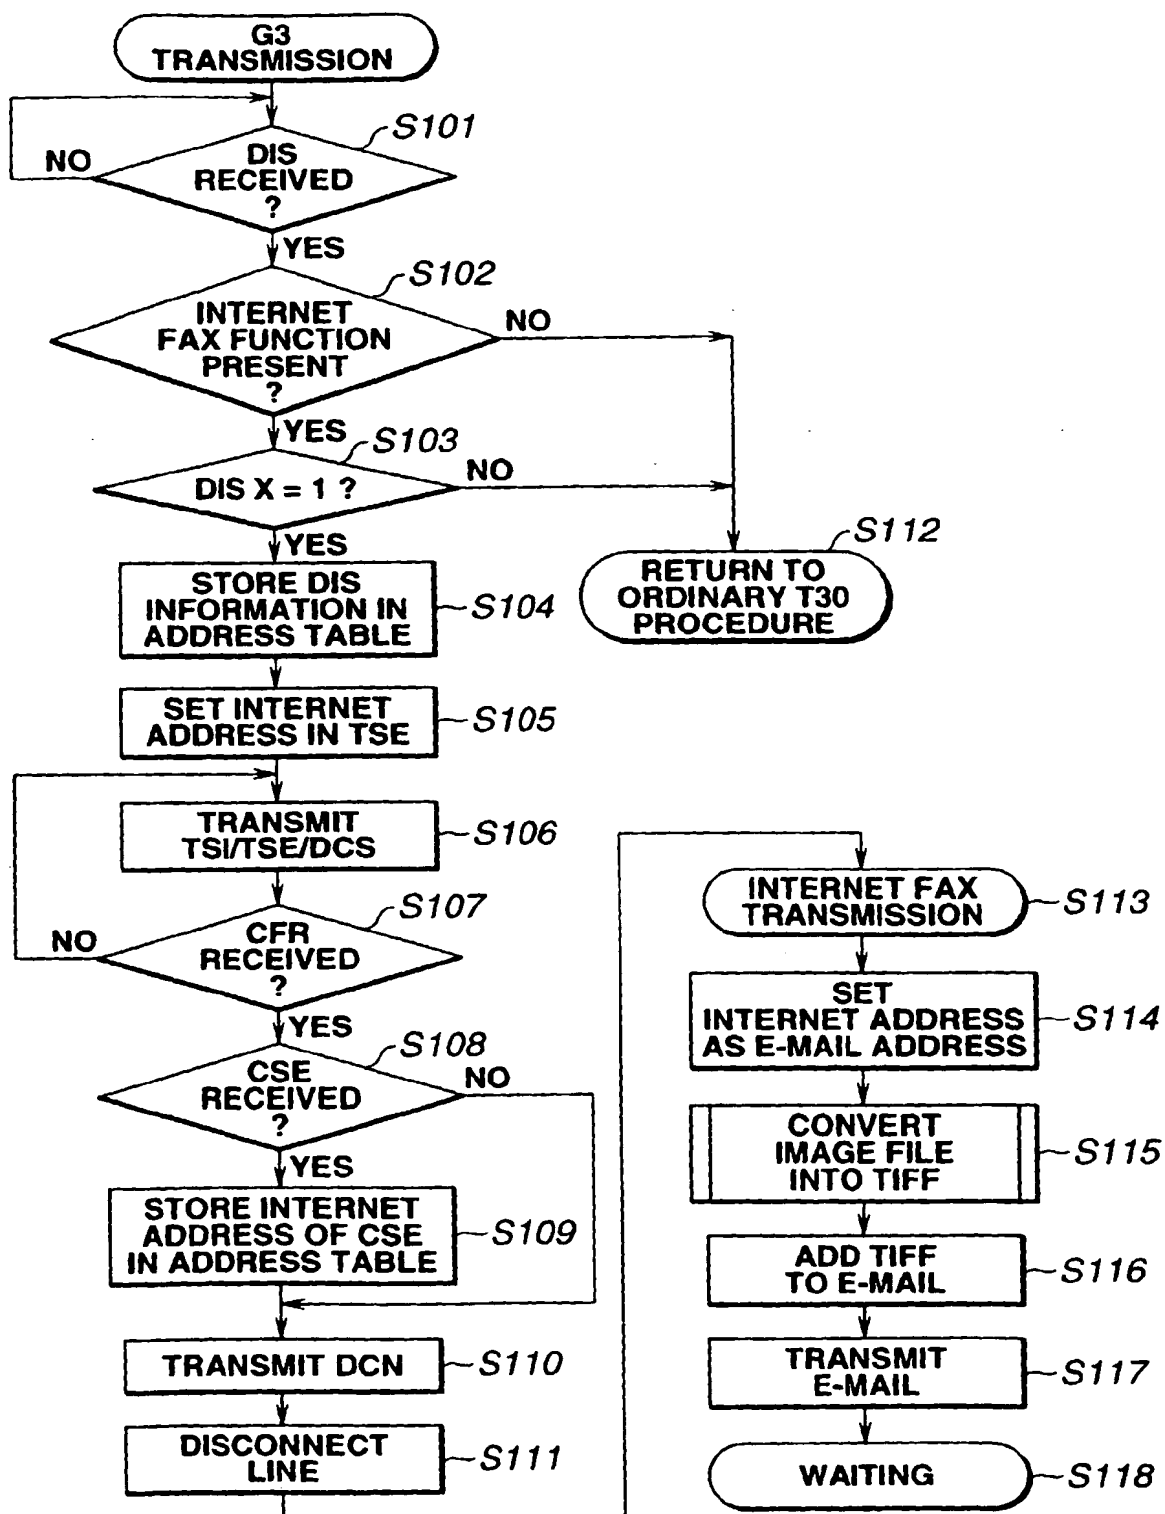 G3
TRANSMISSION
S101
DIS
RECEIVED
?
NO
YES
S102
INTERNET
FAX FUNCTION
PRESENT
?
NO
YES
S103
DIS X = 1 ?
NO
YES
S112
RETURN TO
ORDINARY T30
PROCEDURE
STORE DIS
INFORMATION IN
ADDRESS TABLE
S104
SET INTERNET
ADDRESS IN TSE
S105
TRANSMIT
TSI/TSE/DCS
S106
S107
CFR
RECEIVED
?
NO
YES
S108
CSE
RECEIVED
?
NO
YES
STORE INTERNET
ADDRESS OF CSE
IN ADDRESS TABLE
S109
TRANSMIT DCN
S110
DISCONNECT
LINE
S111
INTERNET FAX
TRANSMISSION
S113
SET
INTERNET ADDRESS
AS E-MAIL ADDRESS
S114
CONVERT
IMAGE FILE
INTO TIFF
S115
ADD TIFF
TO E-MAIL
S116
TRANSMIT
E-MAIL
S117
WAITING
S118